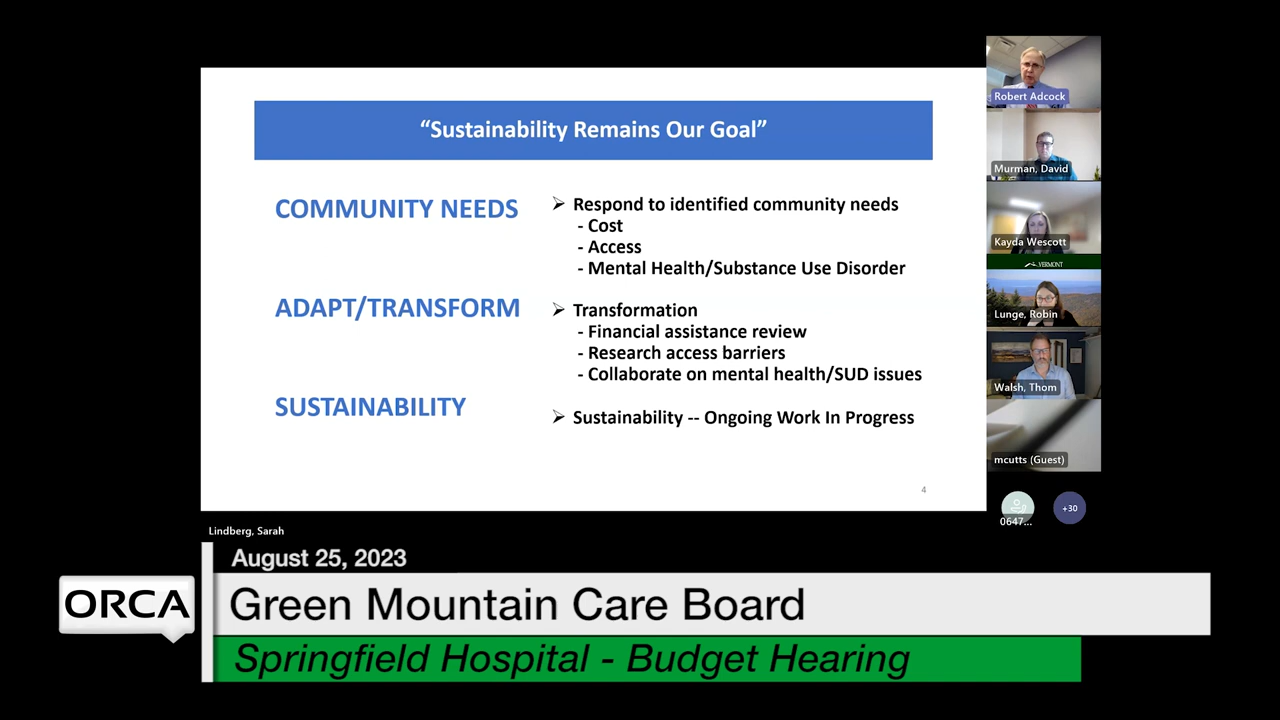 “Sustainability Remains Our Goal”
COMMUNITY NEEDS
➢ Respond to identified community needs
- Cost
- Access
- Mental Health/Substance Use Disorder
ADAPT/TRANSFORM
➢ Transformation
- Financial assistance review
- Research access barriers
- Collaborate on mental health/SUD issues
SUSTAINABILITY
➢ Sustainability -- Ongoing Work In Progress
4
Robert Adcock
Murman, David
Kayda Wescott
VERMONT
Lunge, Robin
Walsh, Thom
mcutts (Guest)
0647...
+30
Lindberg, Sarah
August 25, 2023
ORCA
Green Mountain Care Board
Springfield Hospital - Budget Hearing